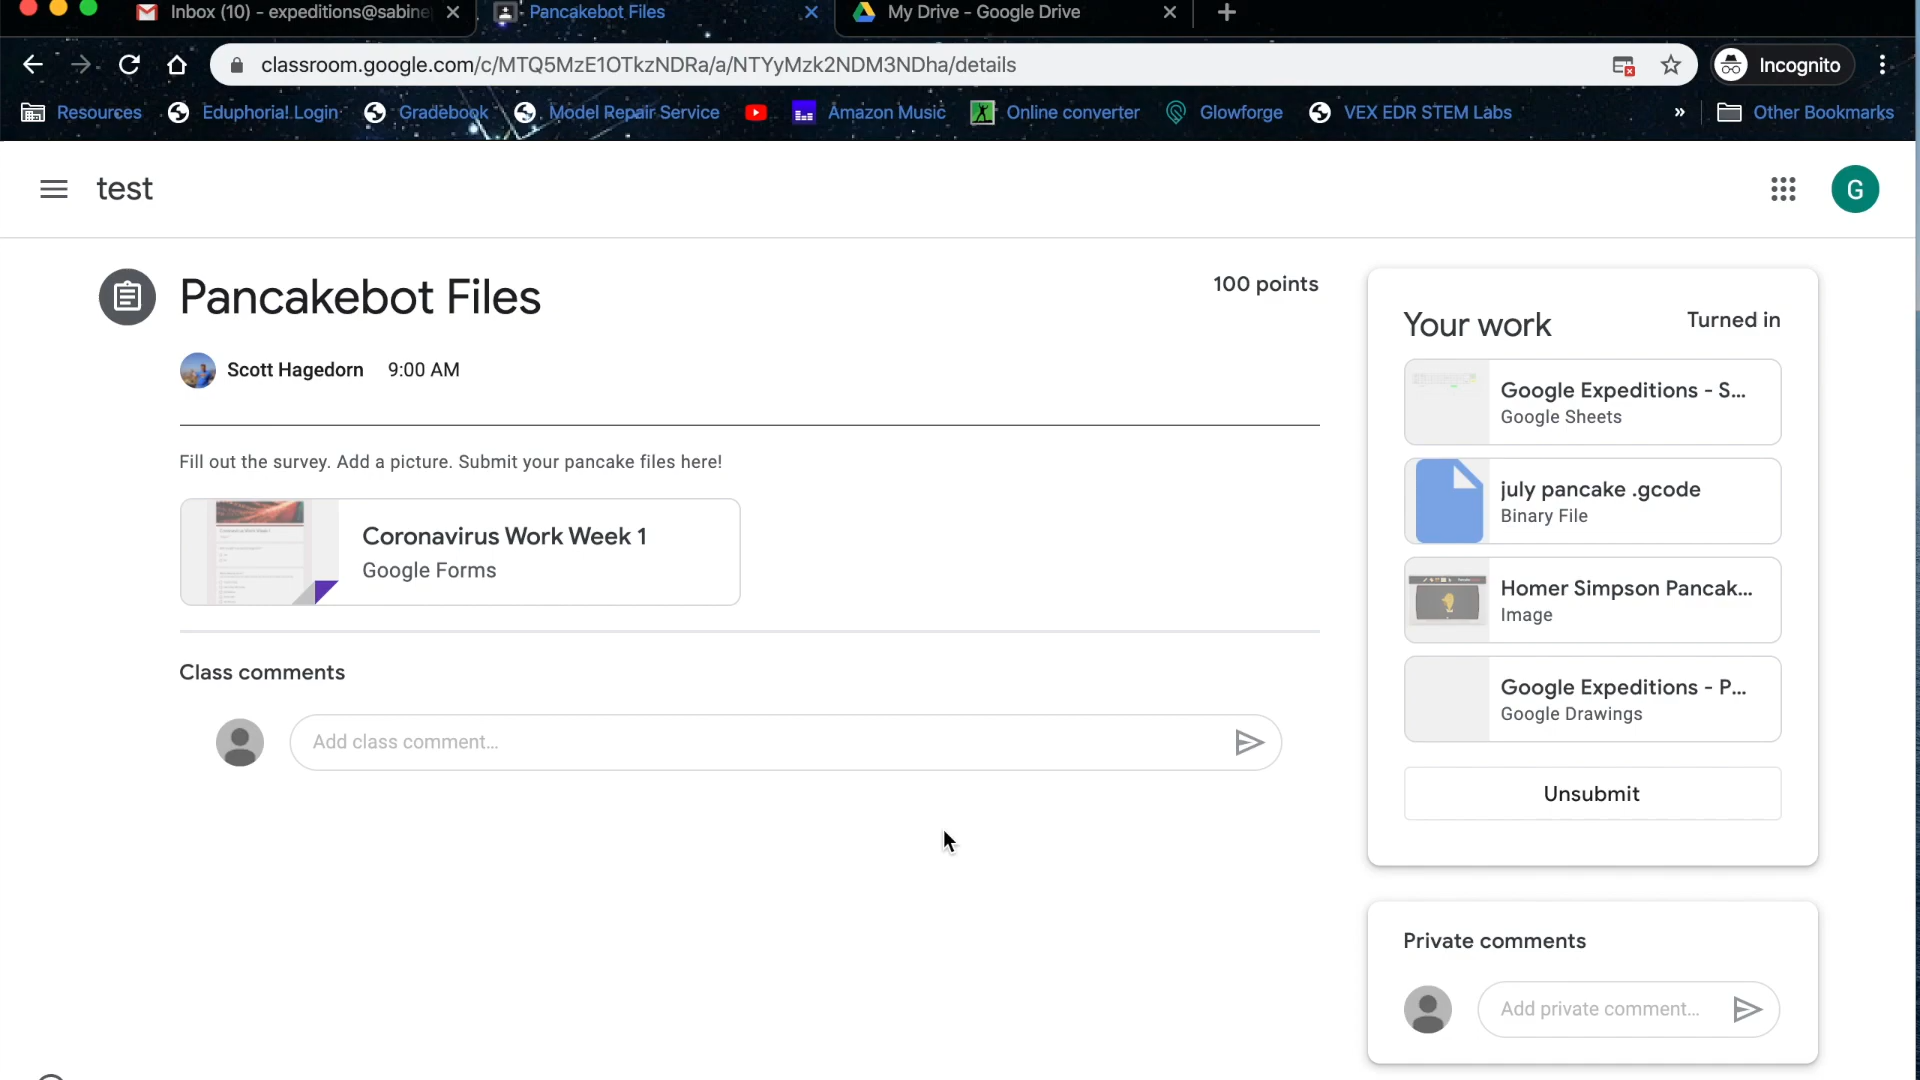 Inbox (10) - expeditions@sabine
Pancakebot Files
My Drive - Google Drive
classroom.google.com/c/MTQ5MzE1OTkzNDRa/a/NTYyMzk2NDM3NDha/details
Incognito
Resources
Eduphoria! Login
Gradebook
Model Repair Service
Amazon Music
Online converter
Glowforge
VEX EDR STEM Labs
»
Other Bookmarks
test
G
Pancakebot Files
100 points
Scott Hagedorn 9:00 AM
Fill out the survey. Add a picture. Submit your pancake files here!
Coronavirus Work Week 1
Google Forms
Class comments
Add class comment...
Your work
Turned in
Google Expeditions - S...
Google Sheets
july pancake .gcode
Binary File
Homer Simpson Pancak...
Image
Google Expeditions - P...
Google Drawings
Unsubmit
Private comments
Add private comment...